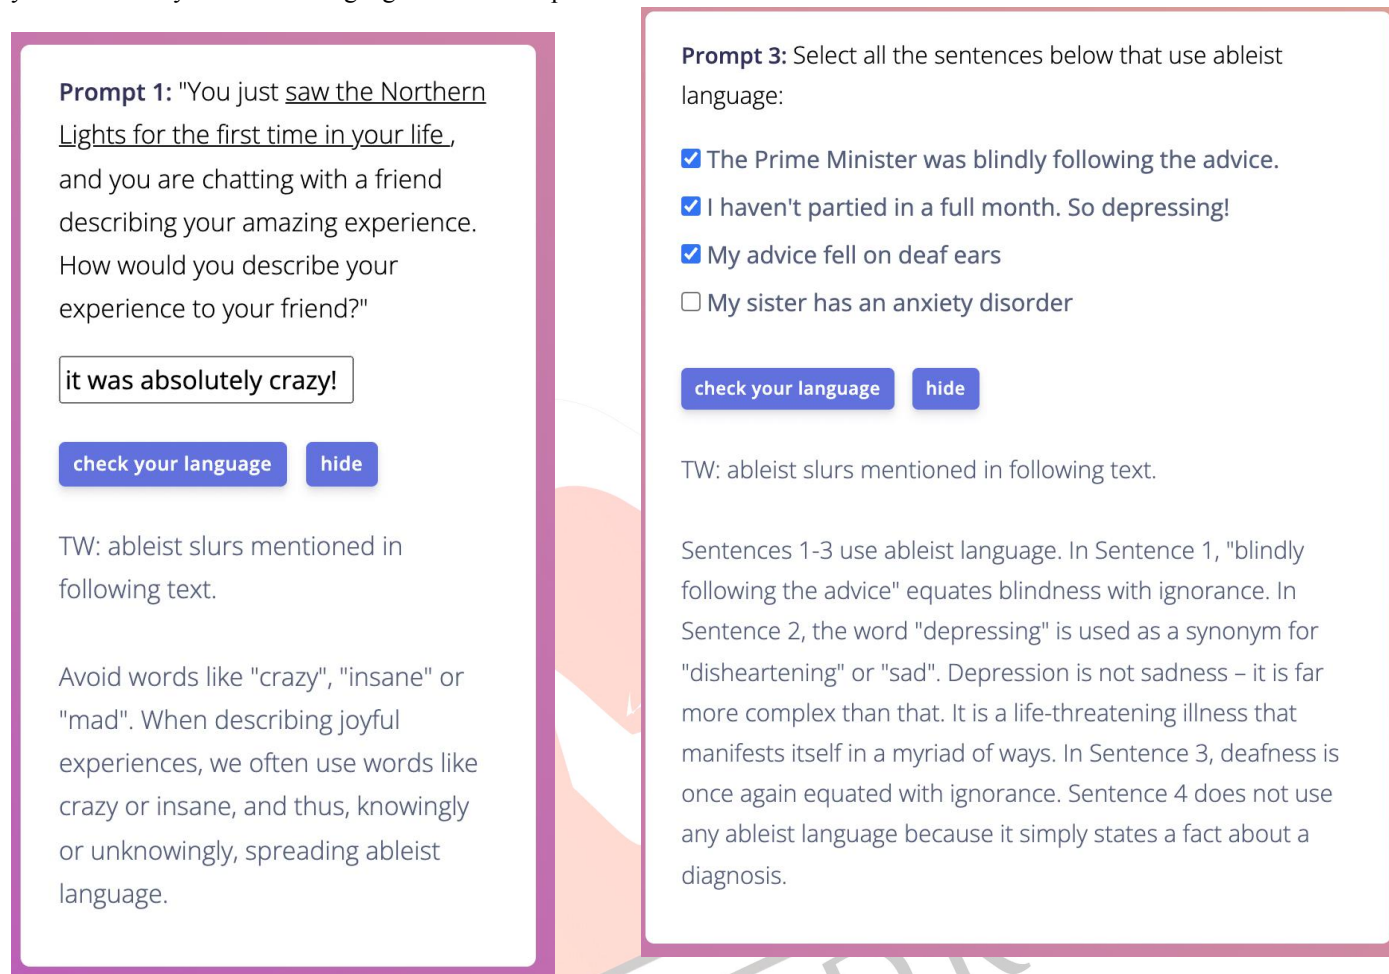 Prompt 1: "You just saw the Northern
Lights for the first time in your life ,
and you are chatting with a friend
describing your amazing experience.
How would you describe your
experience to your friend?"
it was absolutely crazy!
check your language hide
TW: ableist slurs mentioned in
following text.
Avoid words like "crazy", "insane" or
"mad". When describing joyful
experiences, we often use words like
crazy or insane, and thus, knowingly
or unknowingly, spreading ableist
language.
Prompt 3: Select all the sentences below that use ableist
language:
The Prime Minister was blindly following the advice.
I haven't partied in a full month. So depressing!
My advice fell on deaf ears
My sister has an anxiety disorder
check your language hide
TW: ableist slurs mentioned in following text.
Sentences 1-3 use ableist language. In Sentence 1, "blindly
following the advice" equates blindness with ignorance. In
Sentence 2, the word "depressing" is used as a synonym for
"disheartening" or "sad". Depression is not sadness – it is far
more complex than that. It is a life-threatening illness that
manifests itself in a myriad of ways. In Sentence 3, deafness is
once again equated with ignorance. Sentence 4 does not use
any ableist language because it simply states a fact about a
diagnosis.